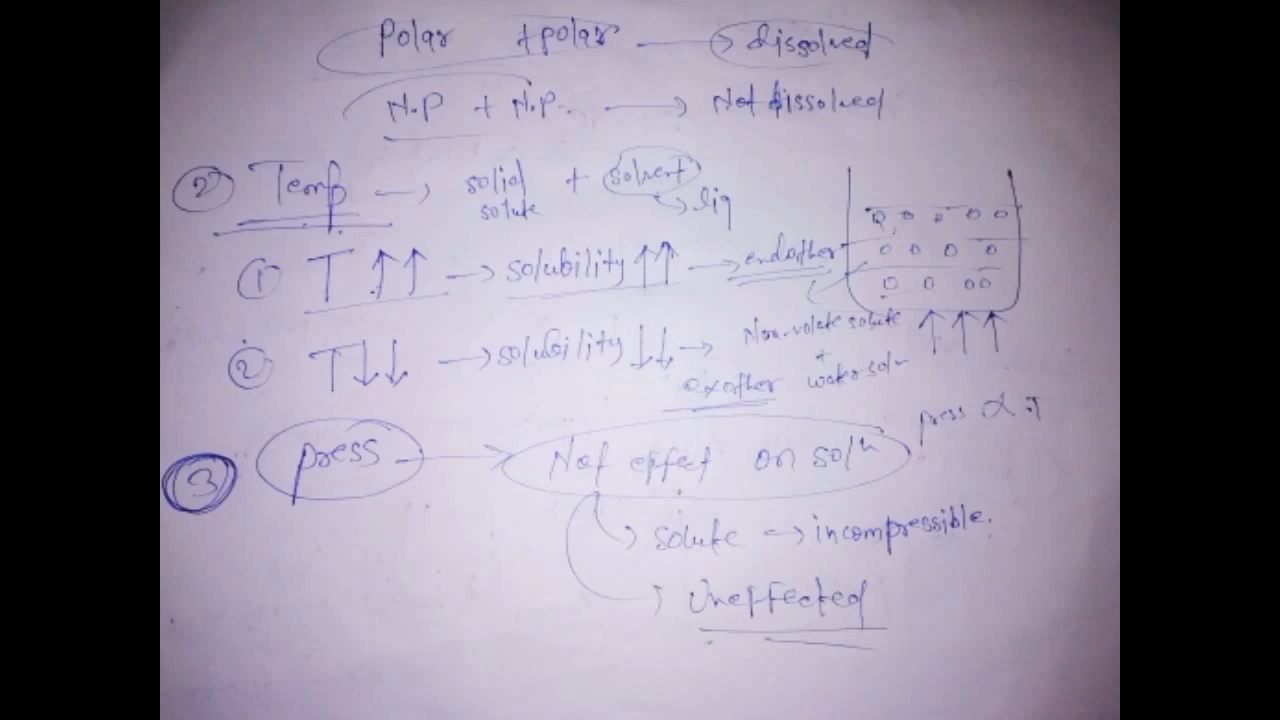 Polar + polar → dissolved
N.P + N.P. → Not dissolved
② Temp → solid + solvent
solute → liq
① T ↑↑ → solubility ↑↑ → endother
② T ↓↓ → solubility ↓↓ → Non-volate solute
+
exother water soln
press ∝
③ press → Not effect on soln
→ solute → incompressible.
→ Uneffected